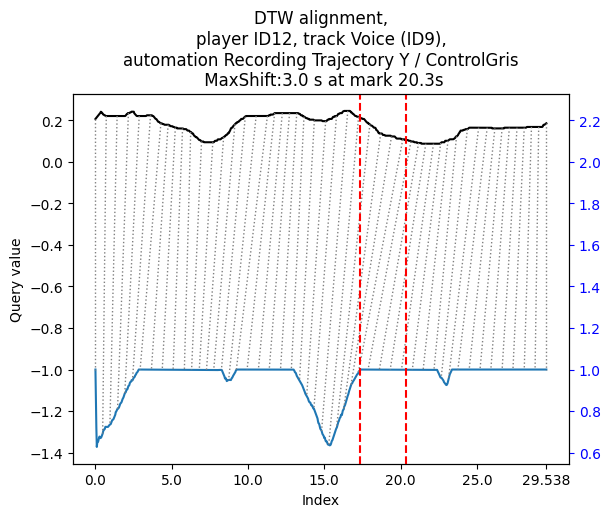 DTW alignment,
player ID12, track Voice (ID9),
automation Recording Trajectory Y / ControlGris
MaxShift:3.0 s at mark 20.3s
0.2
0.0
−0.2
−0.4
−0.6
−0.8
−1.0
−1.2
−1.4
Query value
2.2
2.0
1.8
1.6
1.4
1.2
1.0
0.8
0.6
0.0 5.0 10.0 15.0 20.0 25.0 29.538
Index